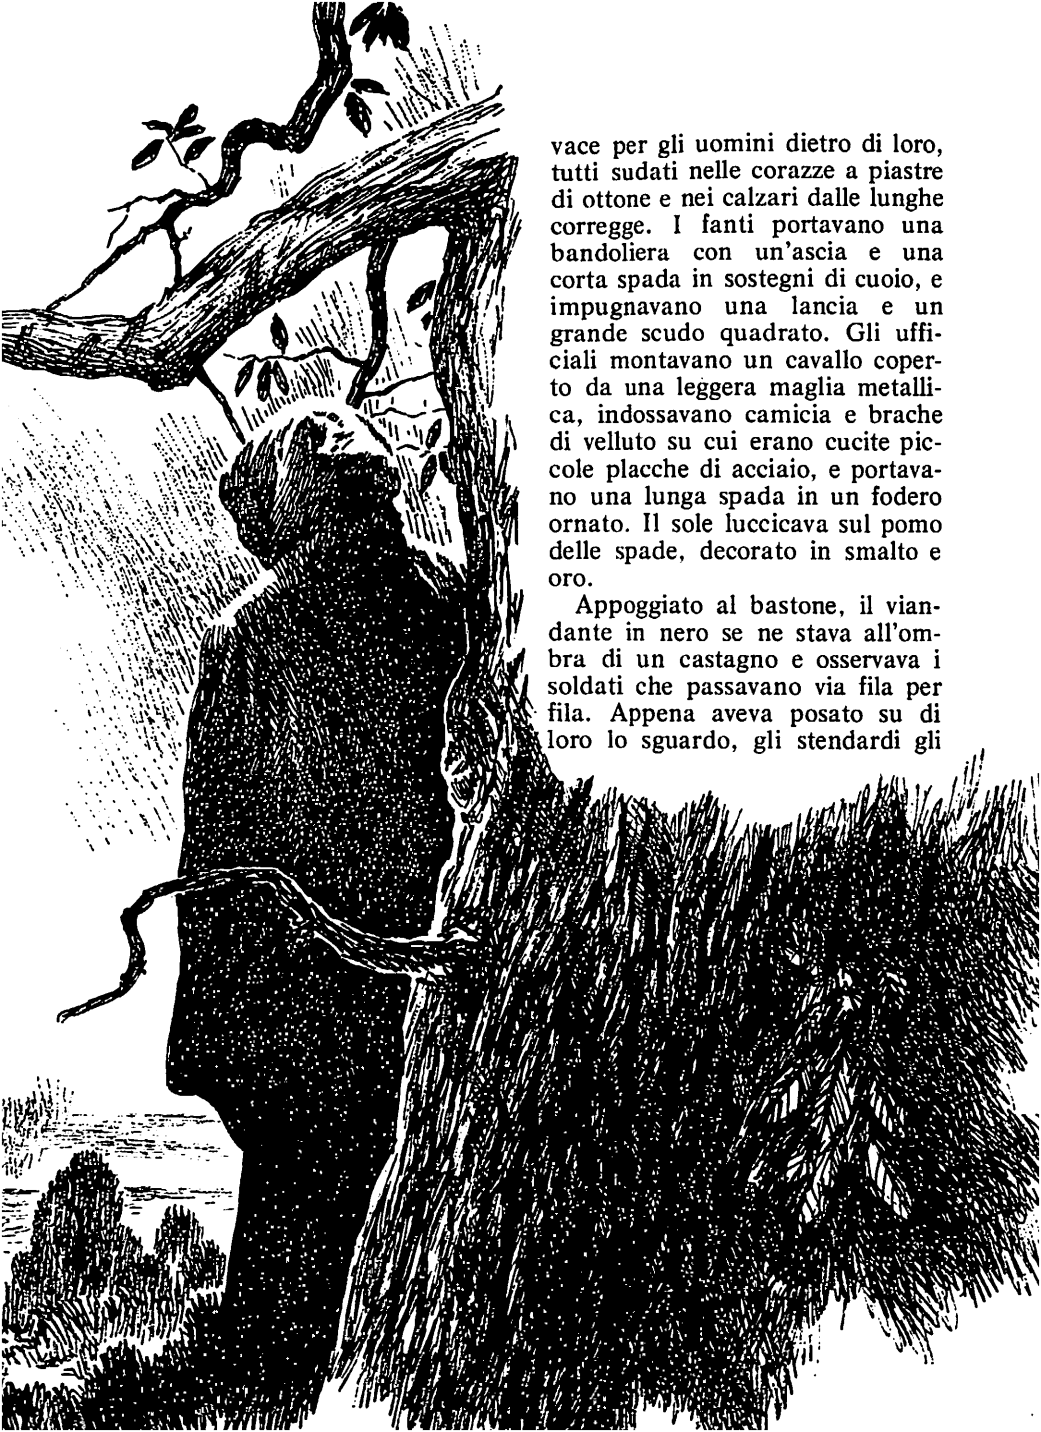 vace per gli uomini dietro di loro,
tutti sudati nelle corazze a piastre
di ottone e nei calzari dalle lunghe
corregge. I fanti portavano una
bandoliera con un'ascia e una
corta spada in sostegni di cuoio, e
impugnavano una lancia e un
grande scudo quadrato. Gli uffi-
ciali montavano un cavallo coper-
to da una leggera maglia metalli-
ca, indossavano camicia e brache
di velluto su cui erano cucite pic-
cole placche di acciaio, e portava-
no una lunga spada in un fodero
ornato. Il sole luccicava sul pomo
delle spade, decorato in smalto e
oro.
Appoggiato al bastone, il vian-
dante in nero se ne stava all'om-
bra di un castagno e osservava i
soldati che passavano via fila per
fila. Appena aveva posato su di
loro lo sguardo, gli stendardi gli